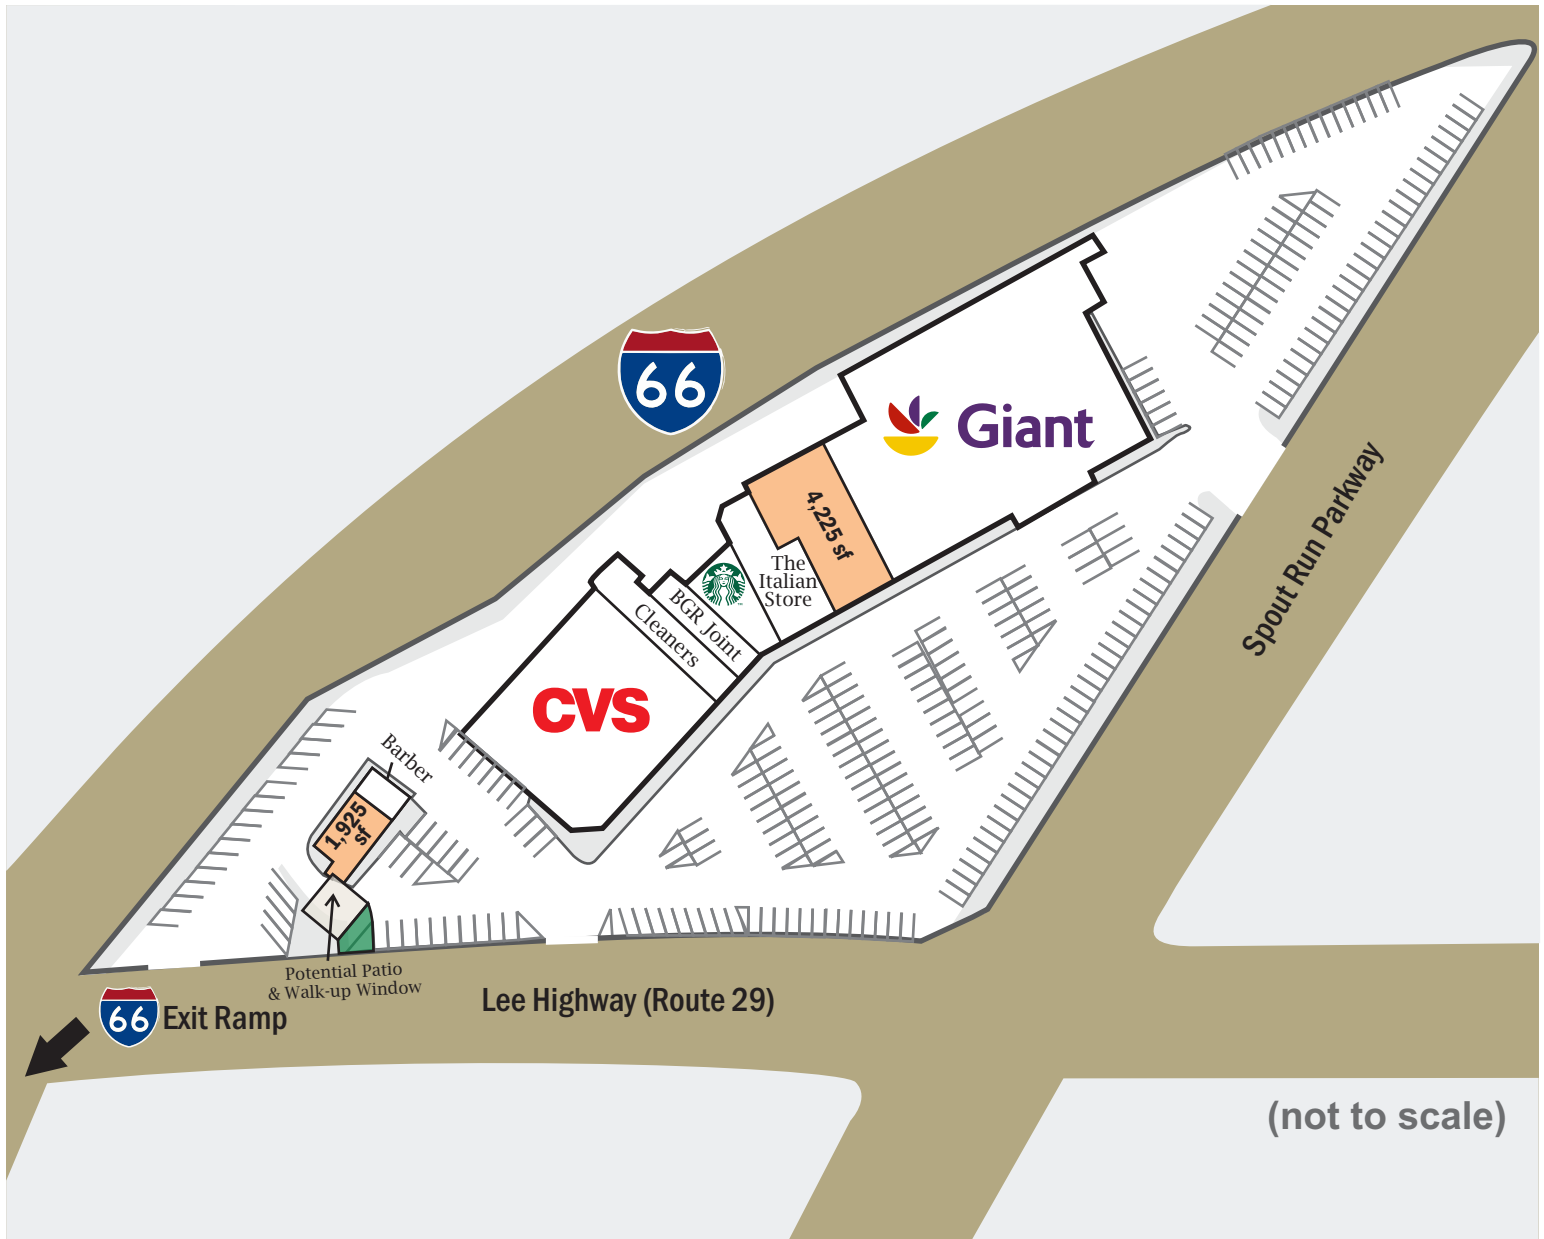 66
Giant
4,225 sf
The
Italian
Store
BGR Joint
Cleaners
CVS
Spout Run Parkway
Barber
1,925
sf
Potential Patio
& Walk-up Window
66
Exit Ramp
Lee Highway (Route 29)
(not to scale)